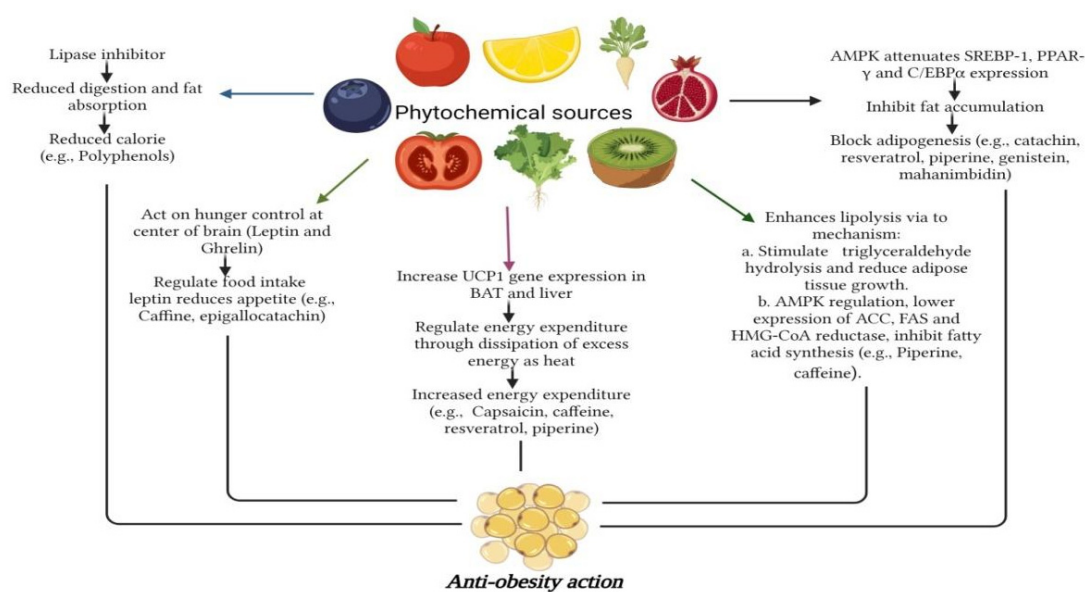 Phytochemical sources
Lipase inhibitor
Reduced digestion and fat
absorption
Reduced calorie
(e.g., Polyphenols)
Act on hunger control at
center of brain (Leptin and
Ghrelin)
Regulate food intake
leptin reduces appetite (e.g.,
Caffine, epigallocatachin)
Increase UCP1 gene expression in
BAT and liver
Regulate energy expenditure
through dissipation of excess
energy as heat
Increased energy expenditure
(e.g., Capsaicin, caffeine,
resveratrol, piperine)
Enhances lipolysis via to
mechanism:
a. Stimulate triglyceraldehyde
hydrolysis and reduce adipose
tissue growth.
b. AMPK regulation, lower
expression of ACC, FAS and
HMG-CoA reductase, inhibit fatty
acid synthesis (e.g., Piperine,
caffeine).
AMPK attenuates SREBP-1, PPAR-
γ and C/EBPα expression
Inhibit fat accumulation
Block adipogenesis (e.g., catachin,
resveratrol, piperine, genistein,
mahanimbidin)
Anti-obesity action